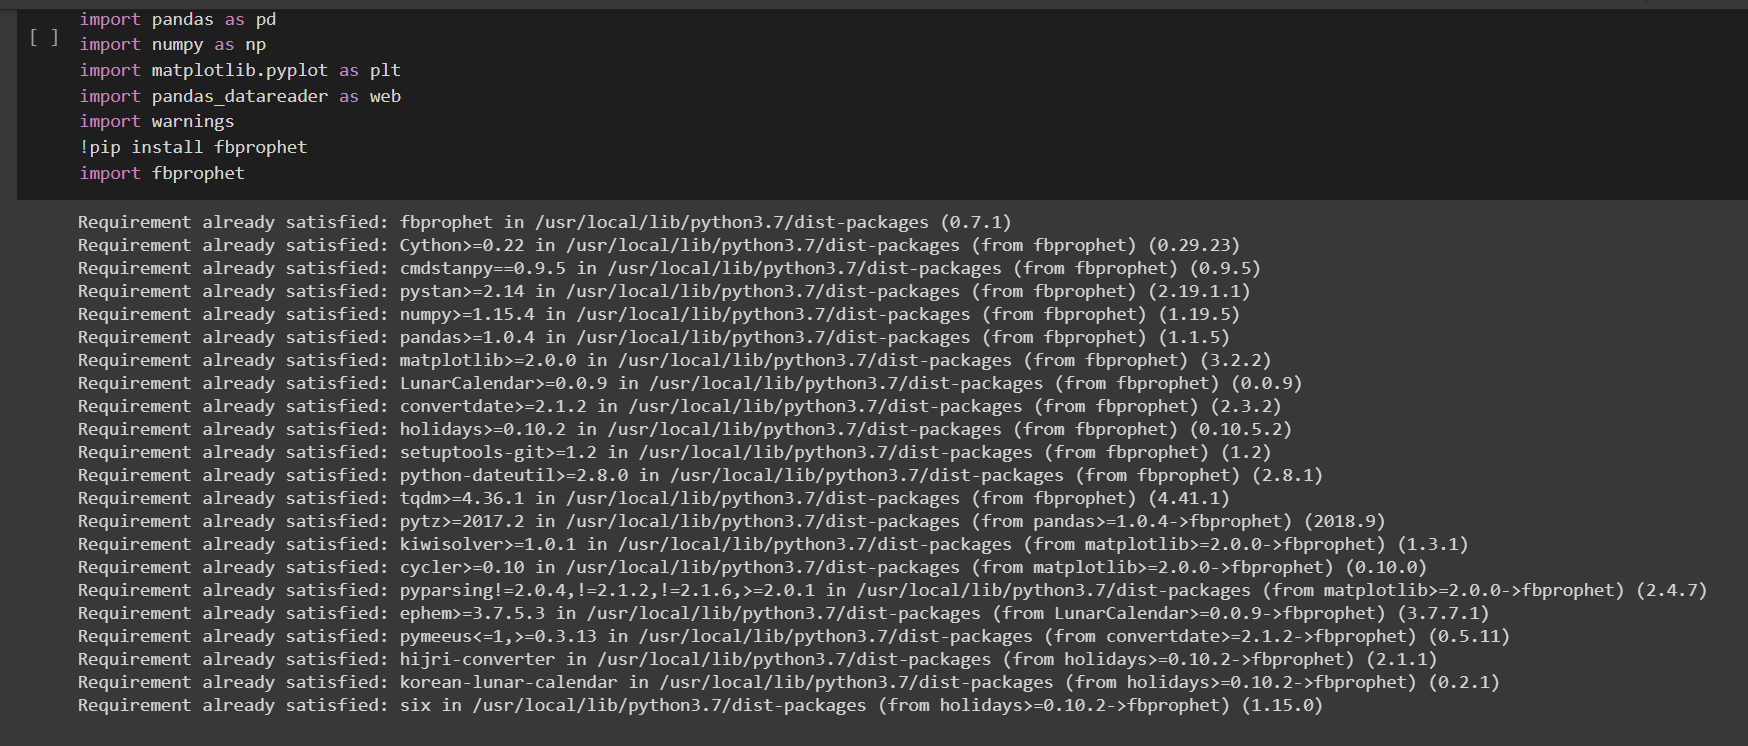 import pandas as pd
[ ] import numpy as np
import matplotlib.pyplot as plt
import pandas_datareader as web
import warnings
!pip install fbprophet
import fbprophet
Requirement already satisfied: fbprophet in /usr/local/lib/python3.7/dist-packages (0.7.1)
Requirement already satisfied: Cython>=0.22 in /usr/local/lib/python3.7/dist-packages (from fbprophet) (0.29.23)
Requirement already satisfied: cmdstanpy==0.9.5 in /usr/local/lib/python3.7/dist-packages (from fbprophet) (0.9.5)
Requirement already satisfied: pystan>=2.14 in /usr/local/lib/python3.7/dist-packages (from fbprophet) (2.19.1.1)
Requirement already satisfied: numpy>=1.15.4 in /usr/local/lib/python3.7/dist-packages (from fbprophet) (1.19.5)
Requirement already satisfied: pandas>=1.0.4 in /usr/local/lib/python3.7/dist-packages (from fbprophet) (1.1.5)
Requirement already satisfied: matplotlib>=2.0.0 in /usr/local/lib/python3.7/dist-packages (from fbprophet) (3.2.2)
Requirement already satisfied: LunarCalendar>=0.0.9 in /usr/local/lib/python3.7/dist-packages (from fbprophet) (0.0.9)
Requirement already satisfied: convertdate>=2.1.2 in /usr/local/lib/python3.7/dist-packages (from fbprophet) (2.3.2)
Requirement already satisfied: holidays>=0.10.2 in /usr/local/lib/python3.7/dist-packages (from fbprophet) (0.10.5.2)
Requirement already satisfied: setuptools-git>=1.2 in /usr/local/lib/python3.7/dist-packages (from fbprophet) (1.2)
Requirement already satisfied: python-dateutil>=2.8.0 in /usr/local/lib/python3.7/dist-packages (from fbprophet) (2.8.1)
Requirement already satisfied: tqdm>=4.36.1 in /usr/local/lib/python3.7/dist-packages (from fbprophet) (4.41.1)
Requirement already satisfied: pytz>=2017.2 in /usr/local/lib/python3.7/dist-packages (from pandas>=1.0.4->fbprophet) (2018.9)
Requirement already satisfied: kiwisolver>=1.0.1 in /usr/local/lib/python3.7/dist-packages (from matplotlib>=2.0.0->fbprophet) (1.3.1)
Requirement already satisfied: cycler>=0.10 in /usr/local/lib/python3.7/dist-packages (from matplotlib>=2.0.0->fbprophet) (0.10.0)
Requirement already satisfied: pyparsing!=2.0.4,!=2.1.2,!=2.1.6,>=2.0.1 in /usr/local/lib/python3.7/dist-packages (from matplotlib>=2.0.0->fbprophet) (2.4.7)
Requirement already satisfied: ephem>=3.7.5.3 in /usr/local/lib/python3.7/dist-packages (from LunarCalendar>=0.0.9->fbprophet) (3.7.7.1)
Requirement already satisfied: pymeeus<=1,>=0.3.13 in /usr/local/lib/python3.7/dist-packages (from convertdate>=2.1.2->fbprophet) (0.5.11)
Requirement already satisfied: hijri-converter in /usr/local/lib/python3.7/dist-packages (from holidays>=0.10.2->fbprophet) (2.1.1)
Requirement already satisfied: korean-lunar-calendar in /usr/local/lib/python3.7/dist-packages (from holidays>=0.10.2->fbprophet) (0.2.1)
Requirement already satisfied: six in /usr/local/lib/python3.7/dist-packages (from holidays>=0.10.2->fbprophet) (1.15.0)